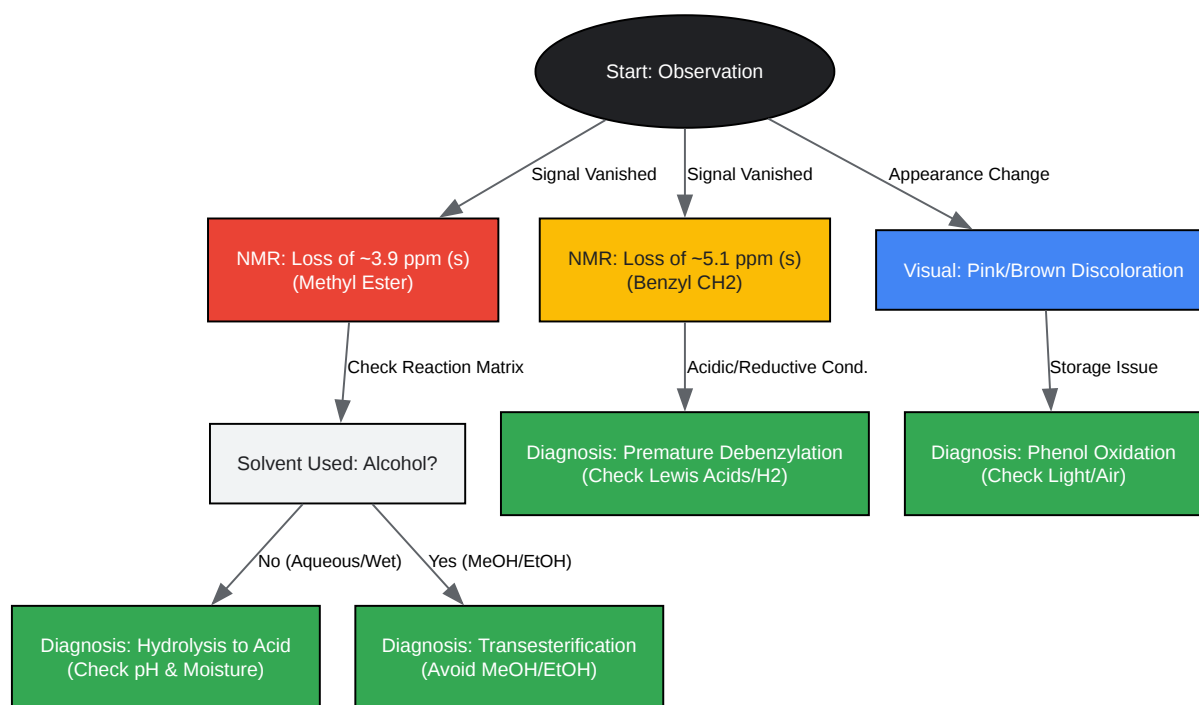 Start: Observation
Signal Vanished
Signal Vanished
Appearance Change
NMR: Loss of ~3.9 ppm (s)
(Methyl Ester)
NMR: Loss of ~5.1 ppm (s)
(Benzyl CH2)
Visual: Pink/Brown Discoloration
Check Reaction Matrix
Acidic/Reductive Cond.
Storage Issue
Solvent Used: Alcohol?
Diagnosis: Premature Debenzylation
(Check Lewis Acids/H2)
Diagnosis: Phenol Oxidation
(Check Light/Air)
No (Aqueous/Wet)
Yes (MeOH/EtOH)
Diagnosis: Hydrolysis to Acid
(Check pH & Moisture)
Diagnosis: Transesterification
(Avoid MeOH/EtOH)